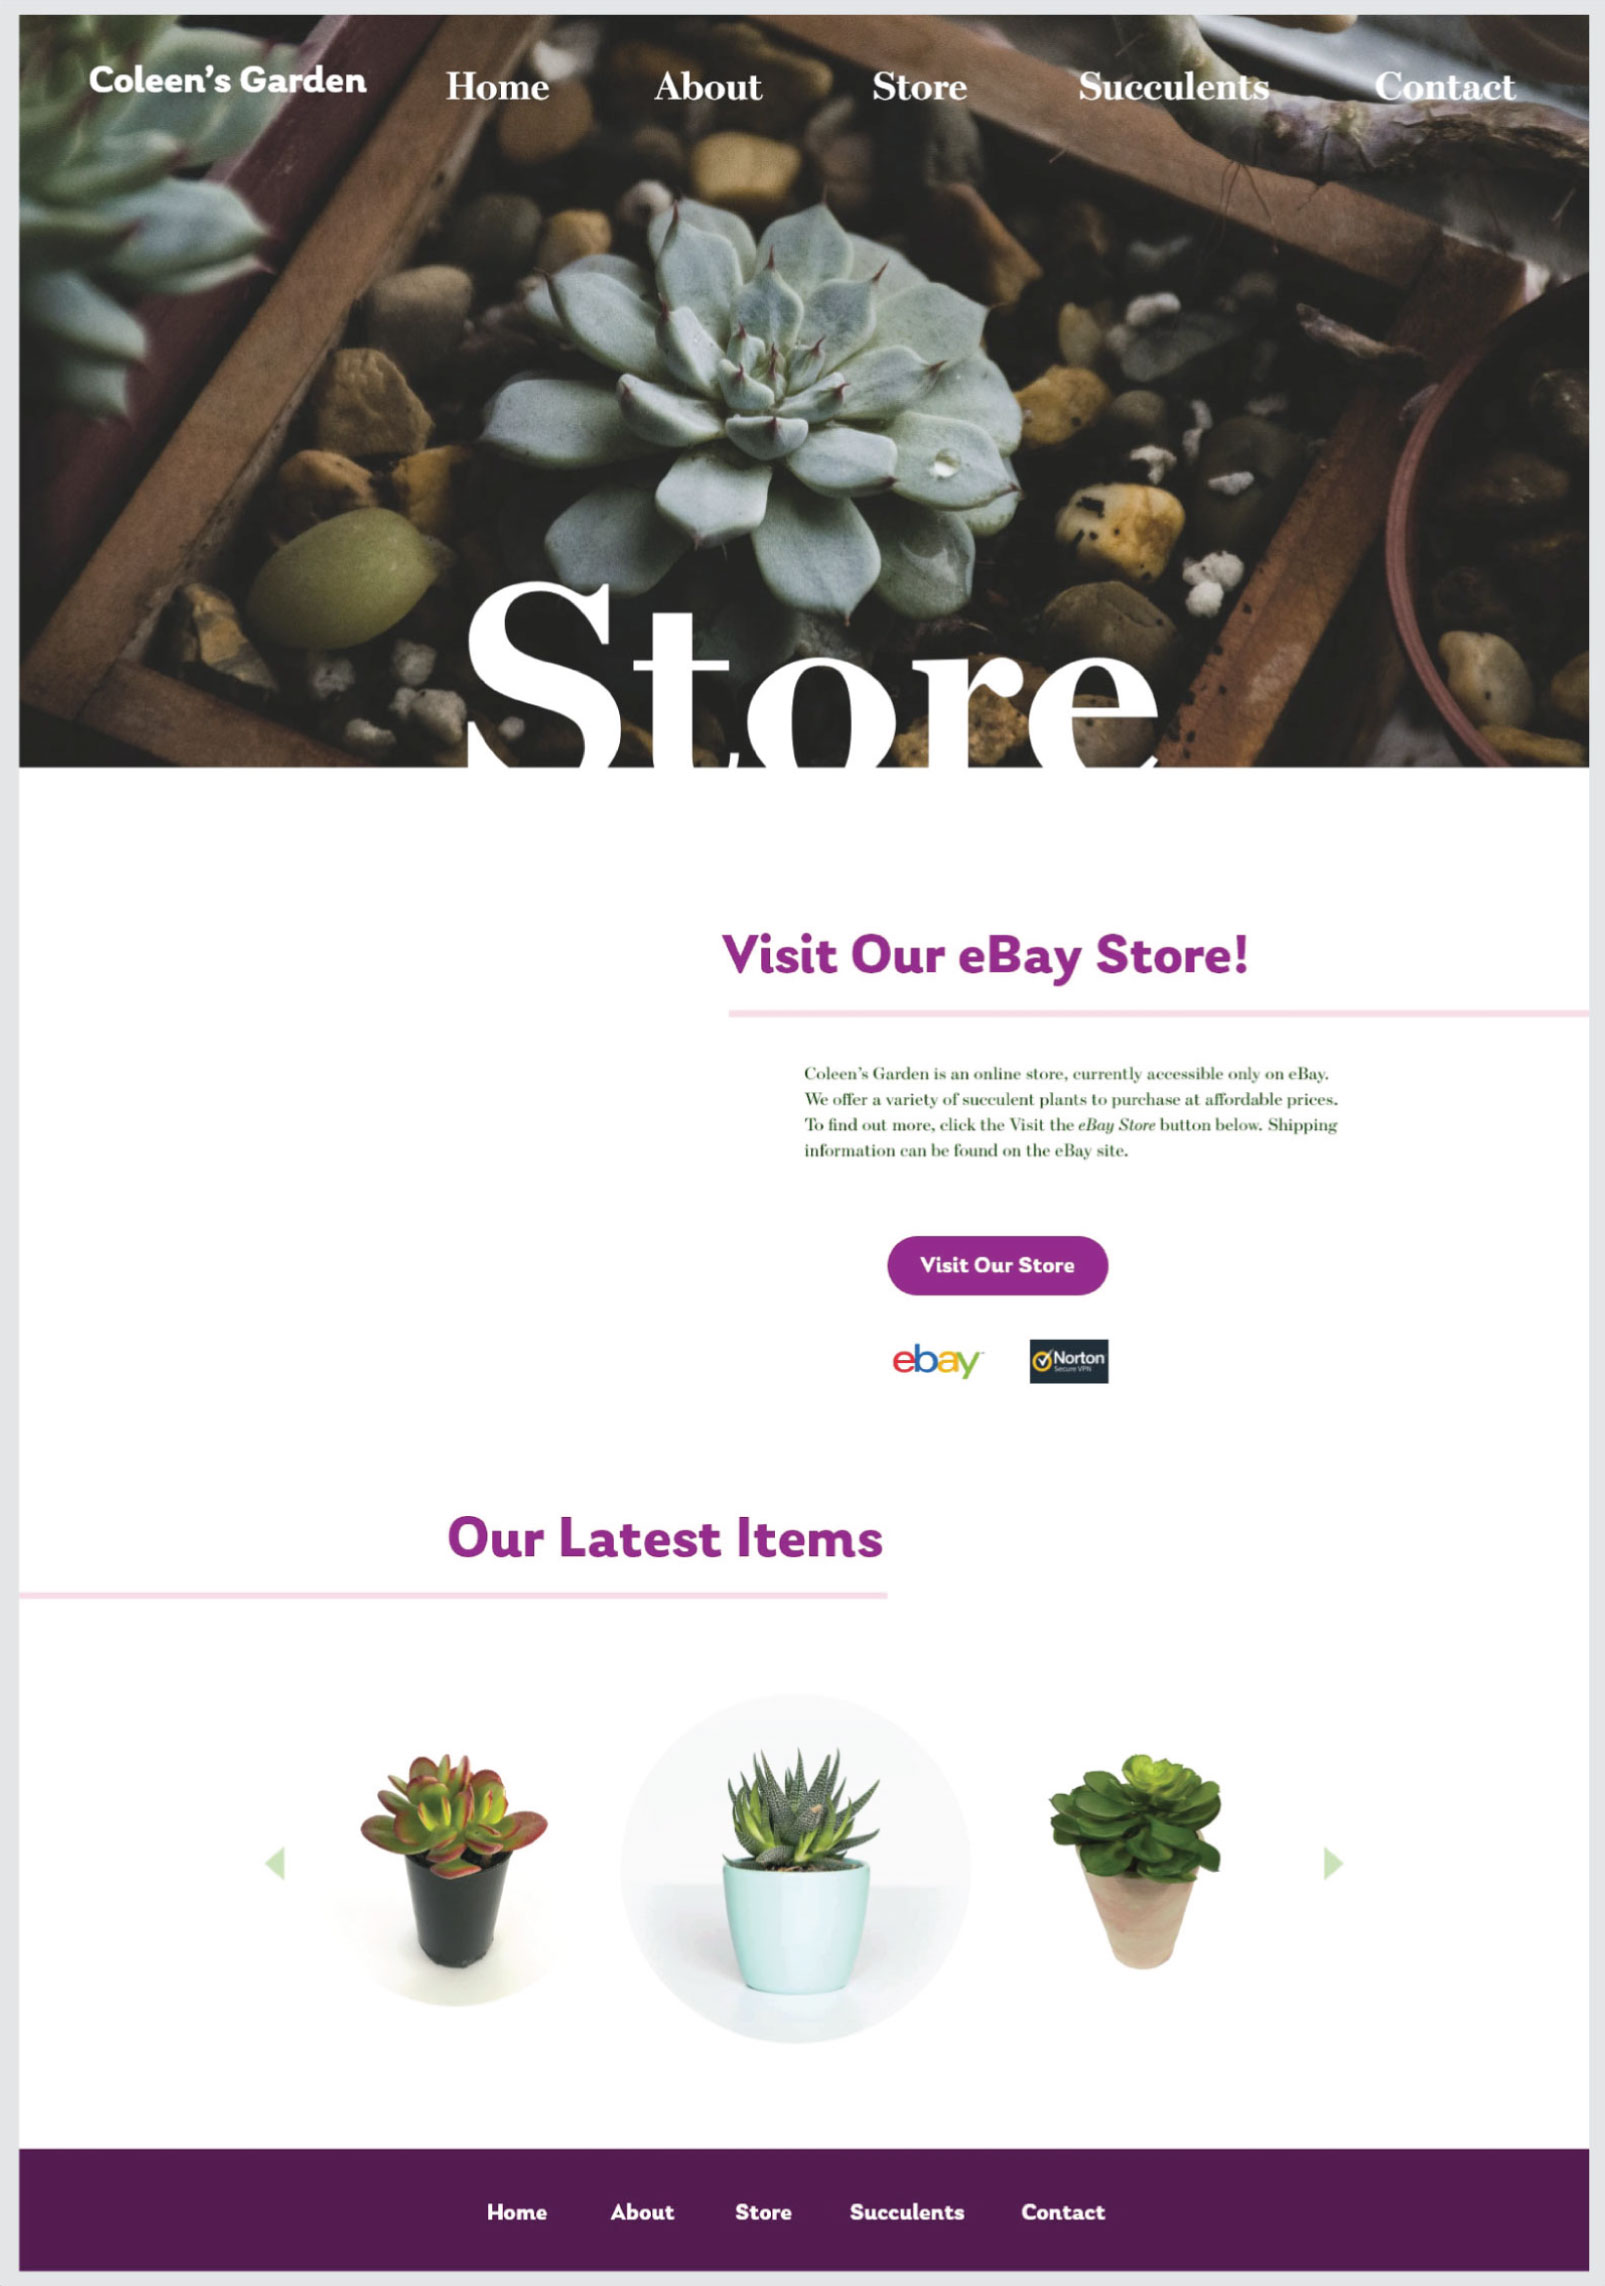 Coleen’s Garden Home About Store Succulents Contact
Store
Visit Our eBay Store!
Coleen’s Garden is an online store, currently accessible only on eBay.
We offer a variety of succulent plants to purchase at affordable prices.
To find out more, click the Visit the eBay Store button below. Shipping
information can be found on the eBay site.
Visit Our Store
ebay Norton
Secure VPN
Our Latest Items
Home About Store Succulents Contact